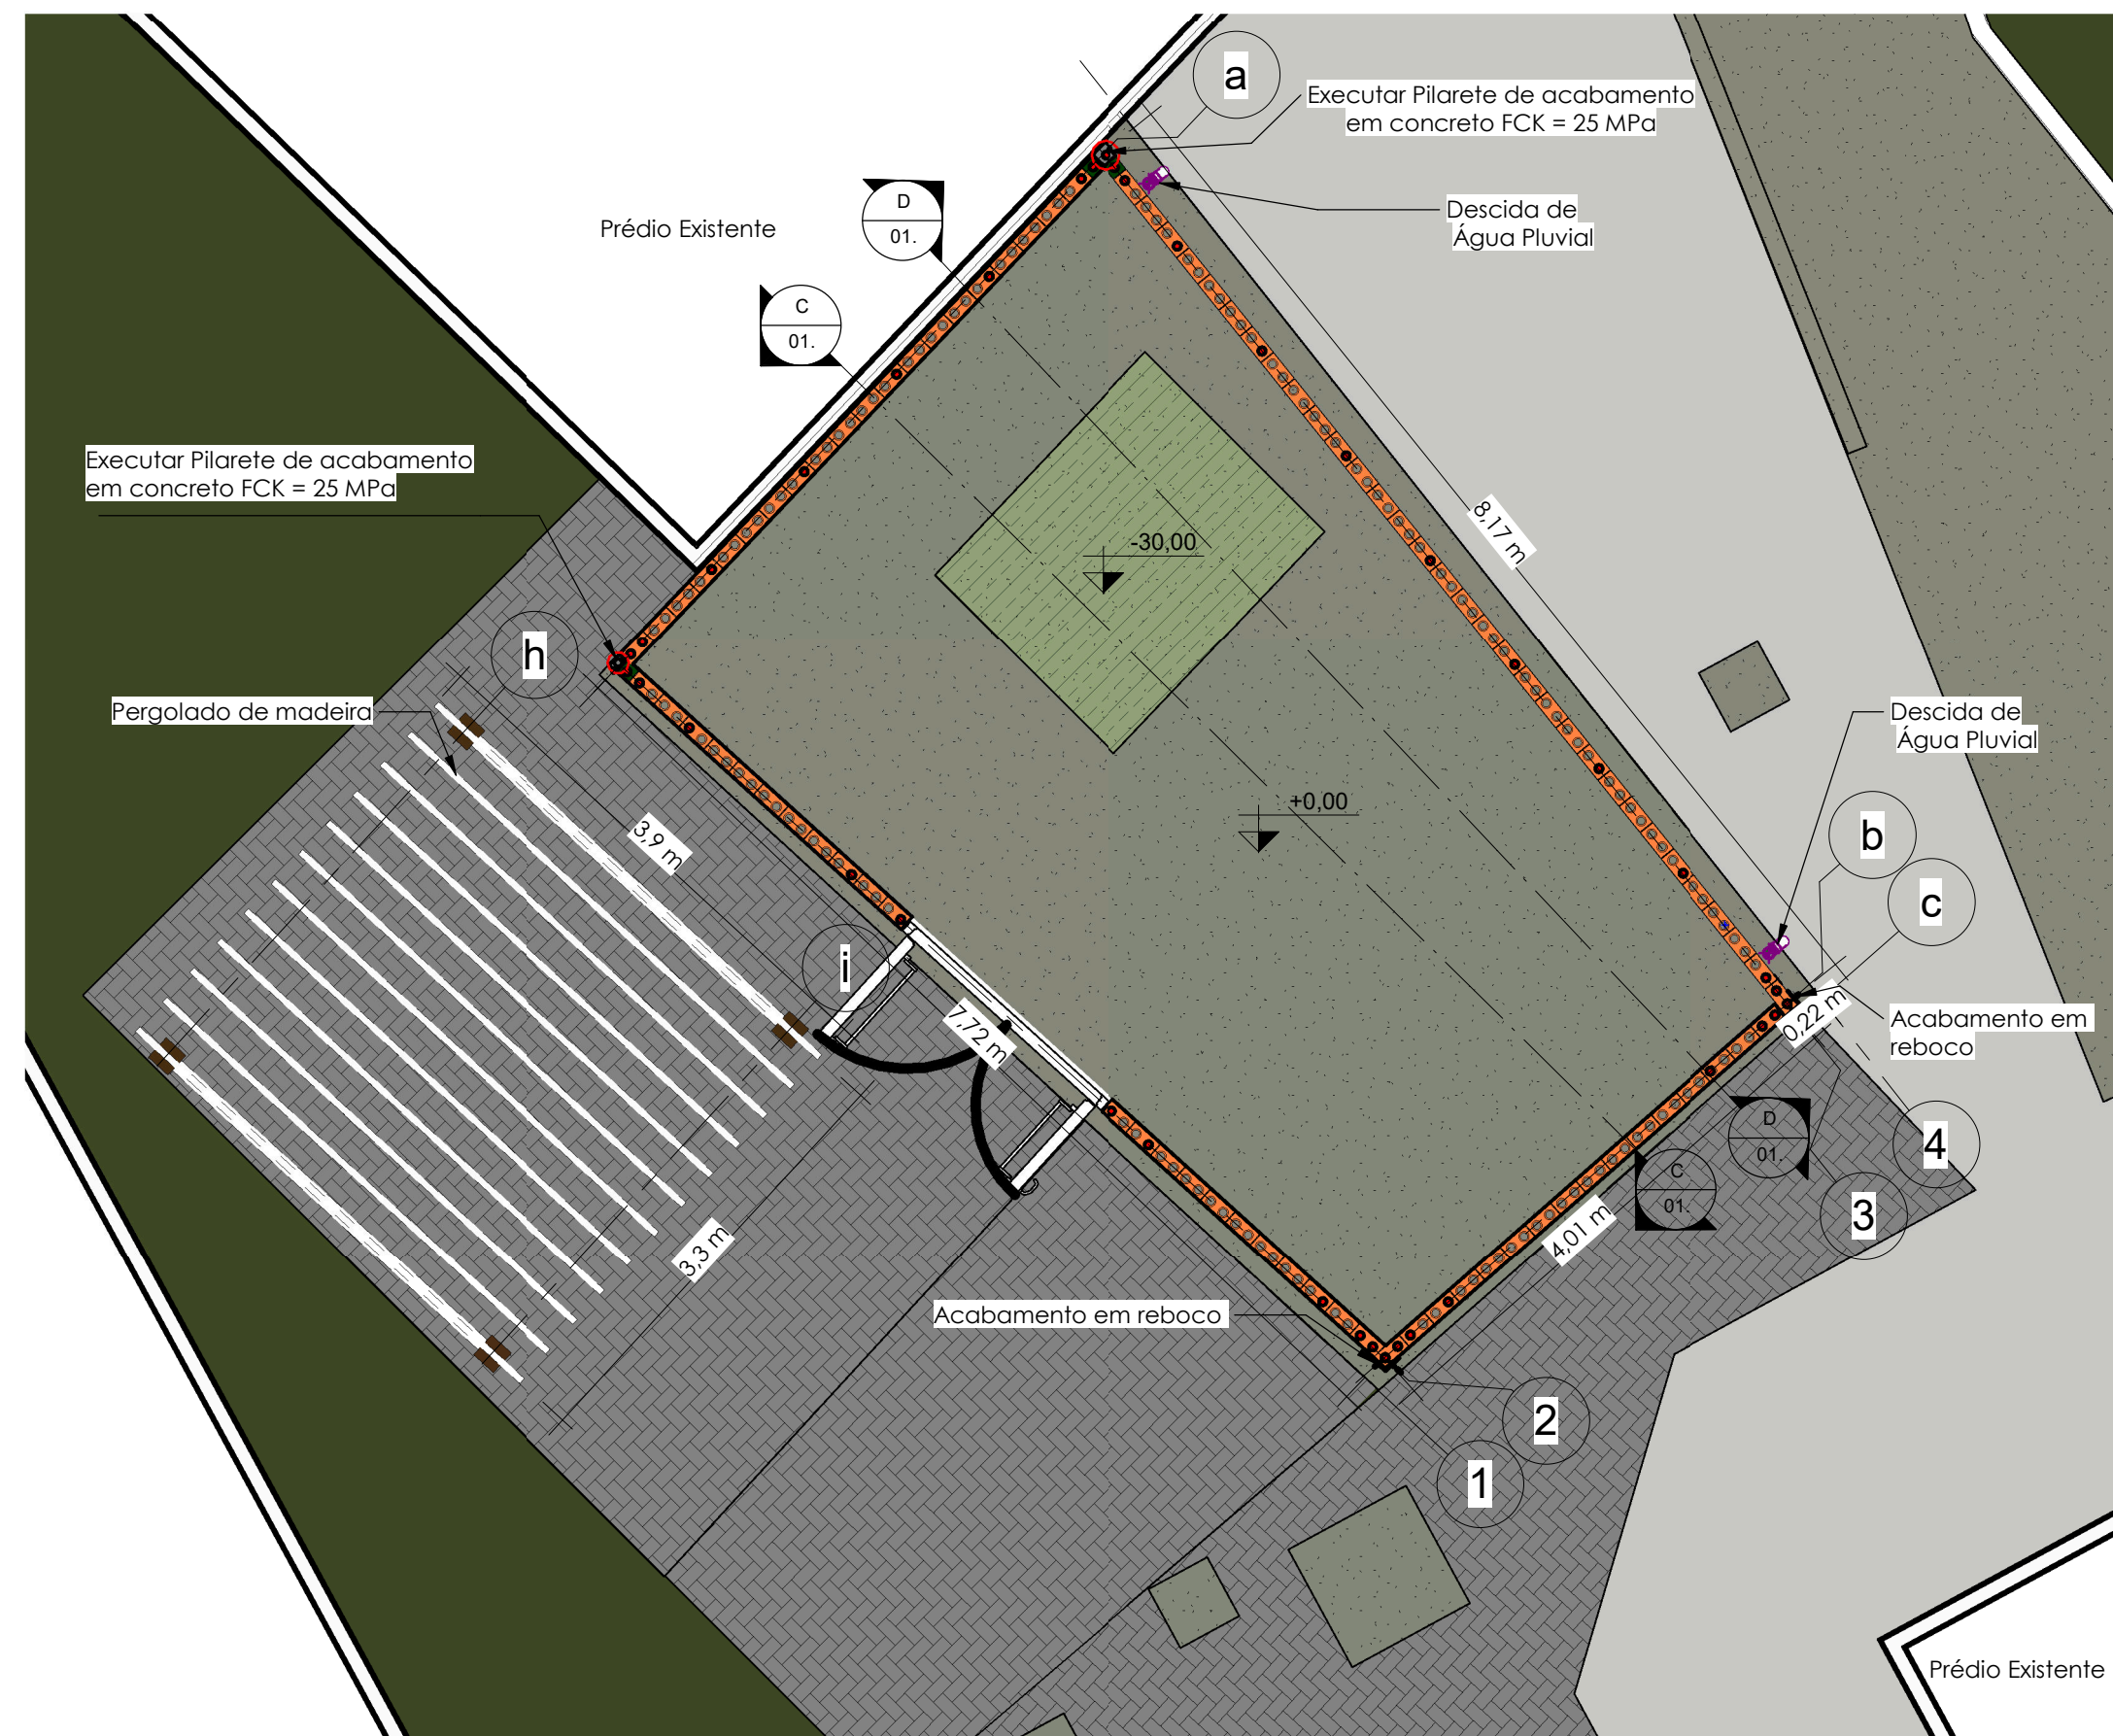 a
Executar Pilarete de acabamento
em concreto FCK = 25 MPa
D
01.
Prédio Existente
Descida de
Água Pluvial
C
01.
Executar Pilarete de acabamento
em concreto FCK = 25 MPa
8,17 m
-30,00
h
Pergolado de madeira
Descida de
Água Pluvial
+0,00
b
3,9 m
c
i
7,72 m
0,22 m
Acabamento em
reboco
D
01.
4
C
01.
3
4,01 m
3,3 m
Acabamento em reboco
2
1
Prédio Existente